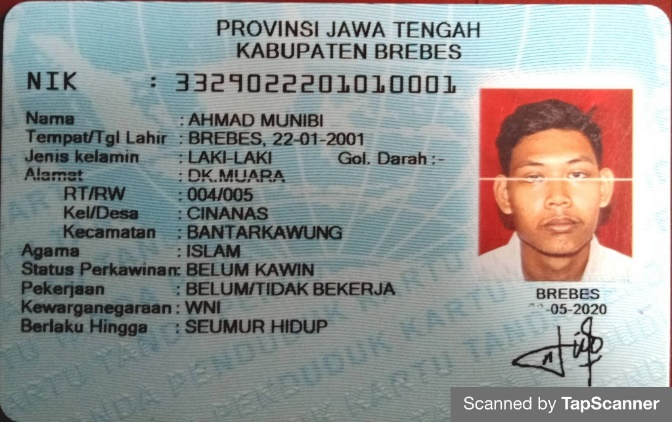 PROVINSI JAWA TENGAH
KABUPATEN BREBES
NIK : 3329022201010001
Nama : AHMAD MUNIBI
Tempat/Tgl Lahir : BREBES, 22-01-2001
Jenis kelamin : LAKI-LAKI Gol. Darah :-
Alamat : DK.MUARA
RT/RW : 004/005
Kel/Desa : CINANAS
Kecamatan : BANTARKAWUNG
Agama : ISLAM
Status Perkawinan: BELUM KAWIN
Pekerjaan : BELUM/TIDAK BEKERJA
Kewarganegaraan : WNI
Berlaku Hingga : SEUMUR HIDUP
BREBES
-05-2020
Scanned by TapScanner